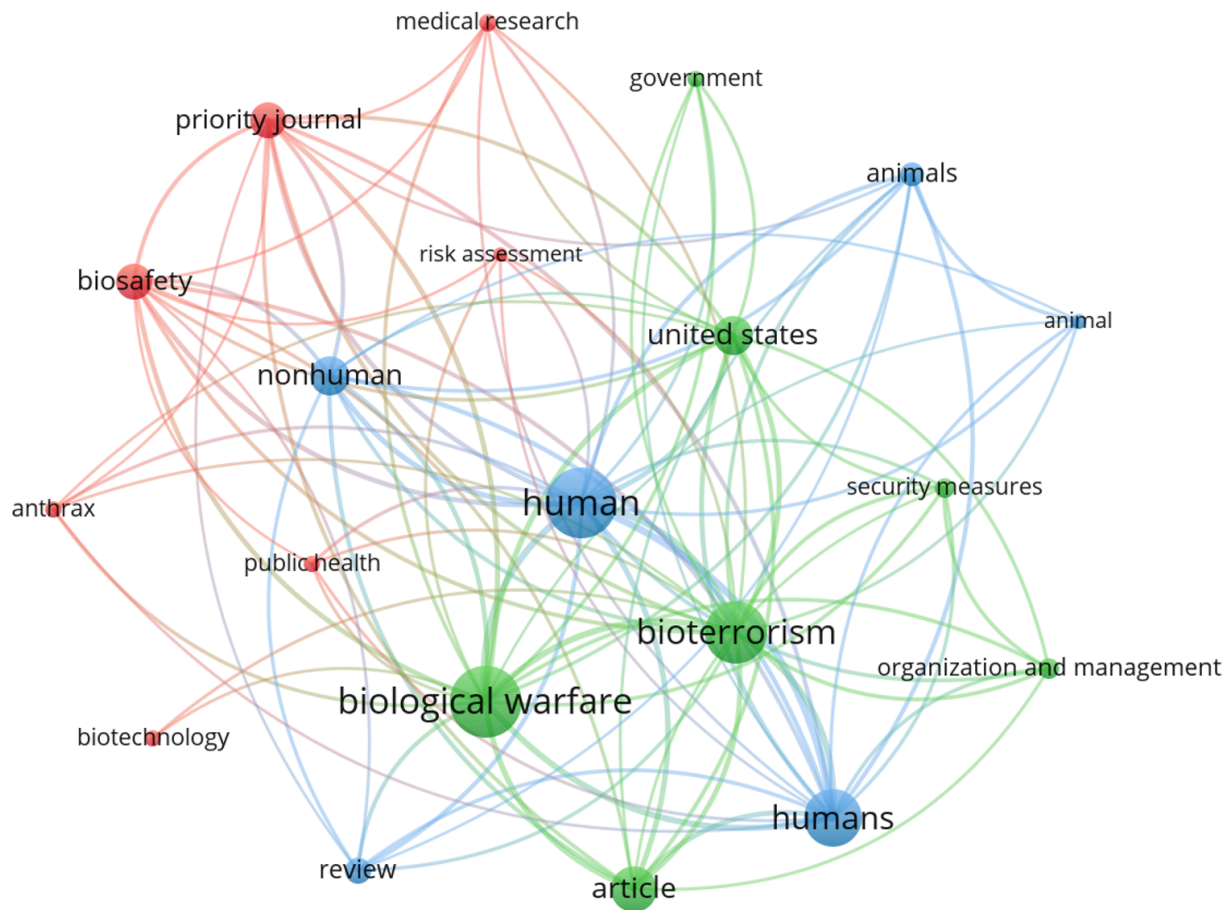 medical research
government
priority journal
animals
risk assessment
biosafety
animal
united states
nonhuman
security measures
human
anthrax
public health
bioterrorism
organization and management
biological warfare
biotechnology
humans
review
article